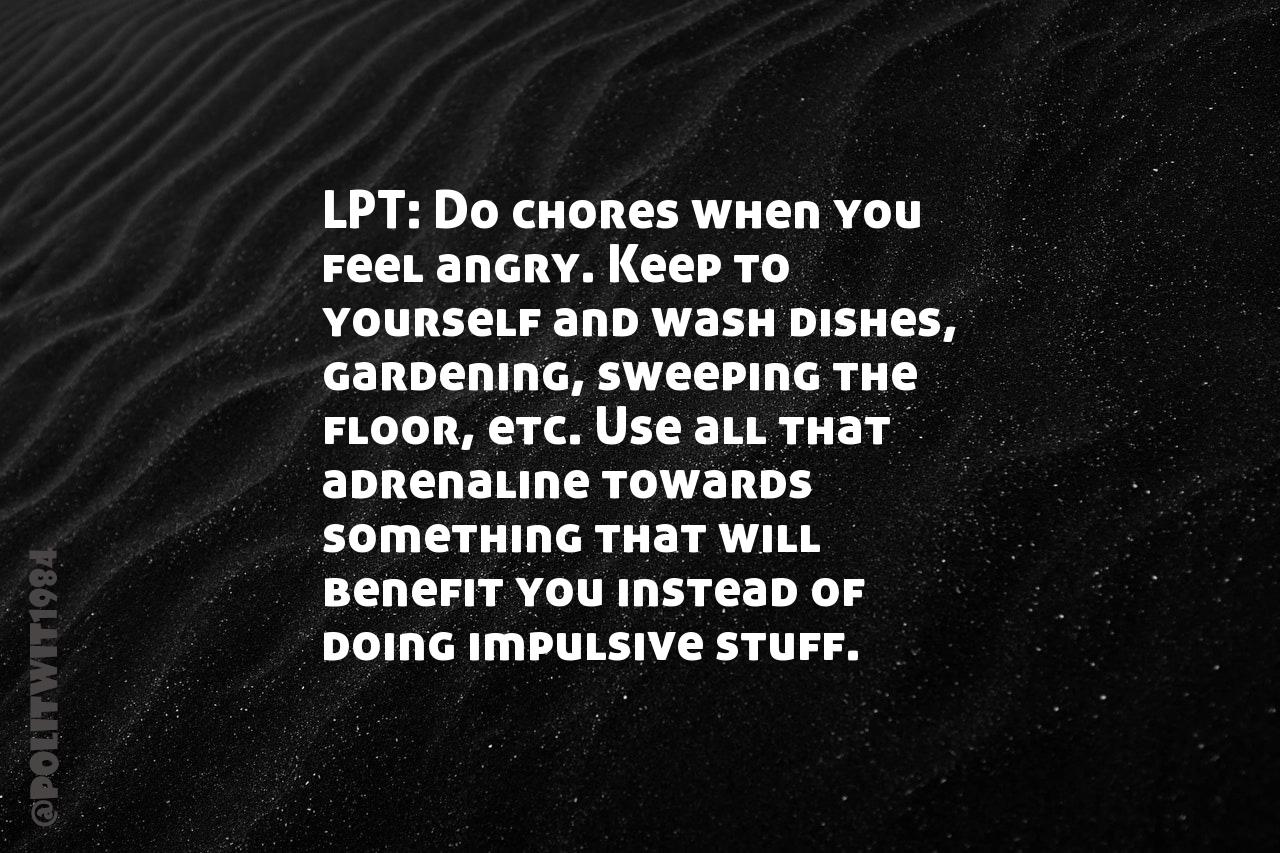 LPT: Do chores when you
feel angry. Keep to
yourself and wash dishes,
gardening, sweeping the
floor, etc. Use all that
adrenaline towards
something that will
benefit you instead of
doing impulsive stuff.
@POLITWIT1984